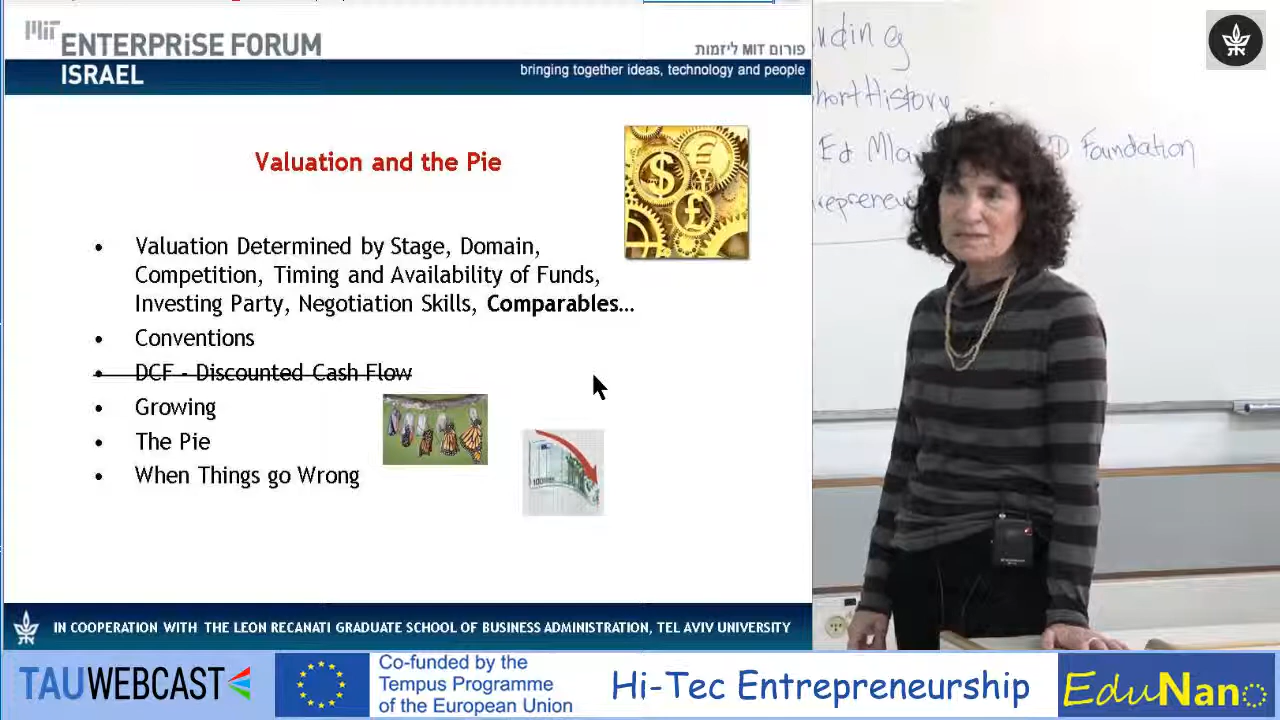 MiT
ENTERPRiSE FORUM
ISRAEL
פורום MIT ליזמות
bringing together ideas, technology and people
Valuation and the Pie
• Valuation Determined by Stage, Domain,
Competition, Timing and Availability of Funds,
Investing Party, Negotiation Skills, Comparables...
• Conventions
• DCF - Discounted Cash Flow
• Growing
• The Pie
• When Things go Wrong
IN COOPERATION WITH THE LEON RECANATI GRADUATE SCHOOL OF BUSINESS ADMINISTRATION, TEL AVIV UNIVERSITY
History
Ed
Foundation
TAUWEBCAST
Co-funded by the
Tempus Programme
of the European Union
Hi-Tec Entrepreneurship
EduNano